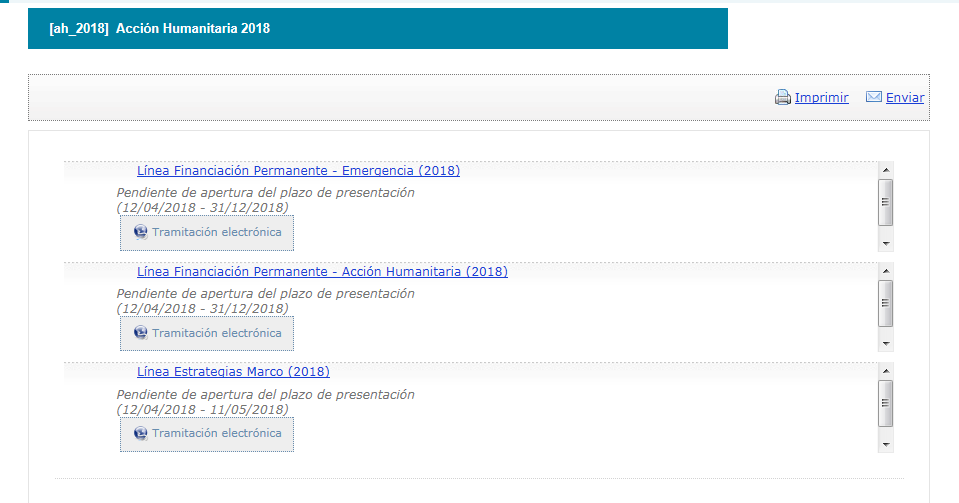 [ah_2018] Acción Humanitaria 2018
Imprimir Enviar
Línea Financiación Permanente - Emergencia (2018)
Pendiente de apertura del plazo de presentación
(12/04/2018 - 31/12/2018)
Tramitación electrónica
Línea Financiación Permanente - Acción Humanitaria (2018)
Pendiente de apertura del plazo de presentación
(12/04/2018 - 31/12/2018)
Tramitación electrónica
Línea Estrategias Marco (2018)
Pendiente de apertura del plazo de presentación
(12/04/2018 - 11/05/2018)
Tramitación electrónica